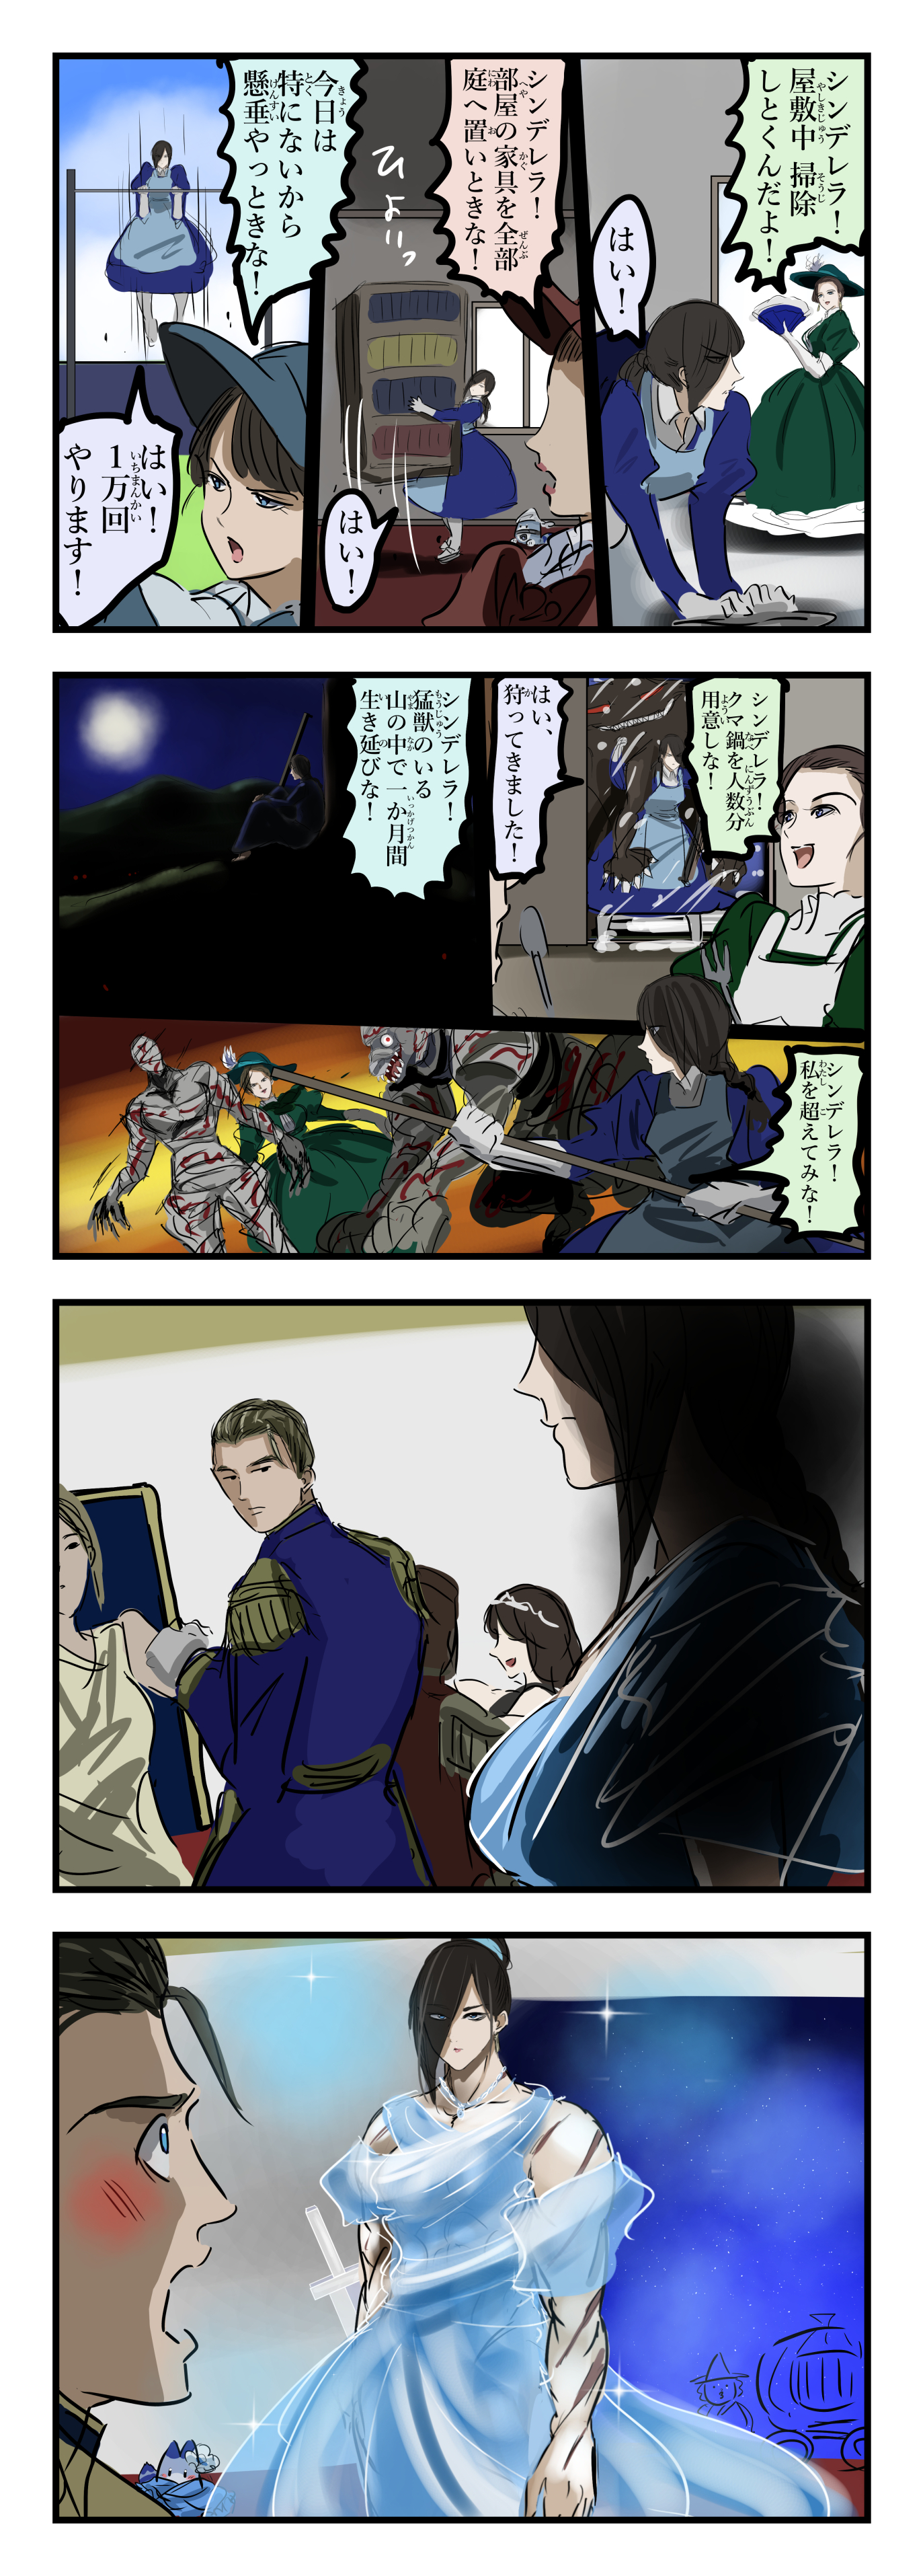 シンデレラ！
屋敷中 掃除
しとくんだよ！
はい！
シンデレラ！
部屋の家具を全部
庭へ置いときな！
ひょいっ
はい！
今日は
特にないから
懸垂やっときな！
はい！
1万回
やります！
シンデレラ！
クマ鍋を人数分
用意しな！
はい、
狩ってきました！
シンデレラ！
猛獣のいる
山の中で一か月間
生き延びな！
シンデレラ！
私を超えてみな！